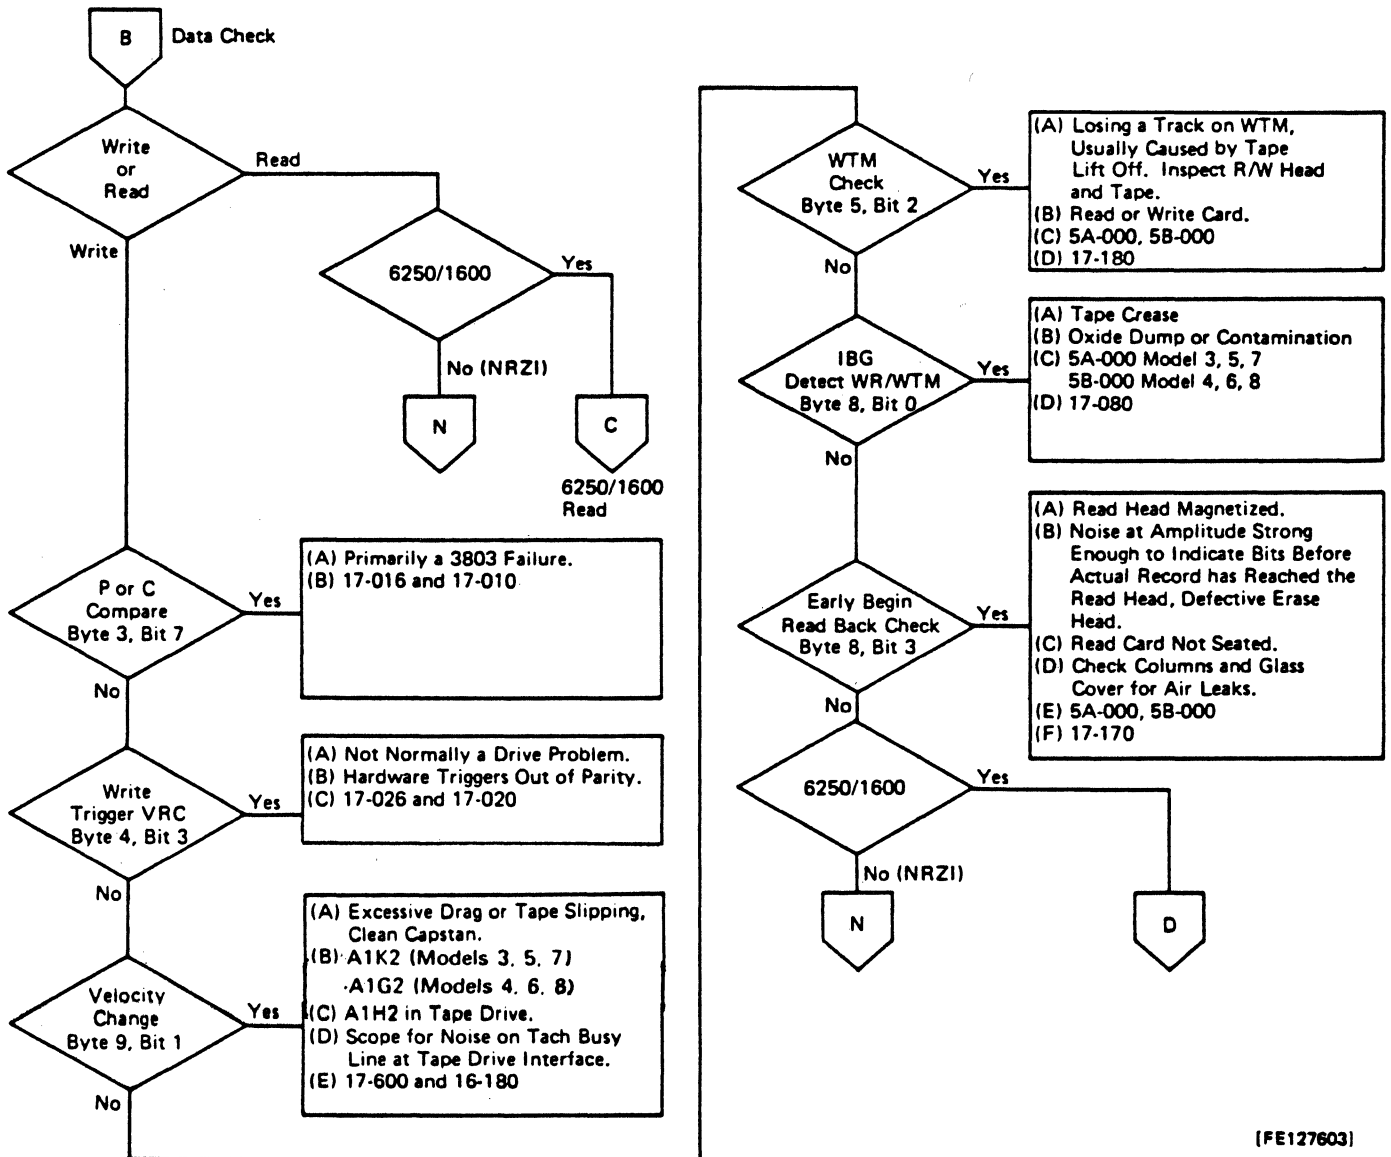 B
Data Check
Write
or
Read
Read
Write
6250/1600
Yes
No (NRZI)
N
C
6250/1600
Read
P or C
Compare
Byte 3, Bit 7
Yes
No
(A) Primarily a 3803 Failure.
(B) 17-016 and 17-010
Write
Trigger VRC
Byte 4, Bit 3
Yes
No
(A) Not Normally a Drive Problem.
(B) Hardware Triggers Out of Parity.
(C) 17-026 and 17-020
Velocity
Change
Byte 9, Bit 1
Yes
No
(A) Excessive Drag or Tape Slipping,
Clean Capstan.
(B) A1K2 (Models 3, 5, 7)
A1G2 (Models 4, 6, 8)
(C) A1H2 in Tape Drive.
(D) Scope for Noise on Tach Busy
Line at Tape Drive Interface.
(E) 17-600 and 16-180
WTM
Check
Byte 5, Bit 2
Yes
No
(A) Losing a Track on WTM,
Usually Caused by Tape
Lift Off. Inspect R/W Head
and Tape.
(B) Read or Write Card.
(C) 5A-000, 5B-000
(D) 17-180
IBG
Detect WR/WTM
Byte 8, Bit 0
Yes
No
(A) Tape Crease
(B) Oxide Dump or Contamination
(C) 5A-000 Model 3, 5, 7
5B-000 Model 4, 6, 8
(D) 17-080
Early Begin
Read Back Check
Byte 8, Bit 3
Yes
No
(A) Read Head Magnetized.
(B) Noise at Amplitude Strong
Enough to Indicate Bits Before
Actual Record has Reached the
Read Head, Defective Erase
Head.
(C) Read Card Not Seated.
(D) Check Columns and Glass
Cover for Air Leaks.
(E) 5A-000, 5B-000
(F) 17-170
6250/1600
Yes
No (NRZI)
N
D
[FE127603]